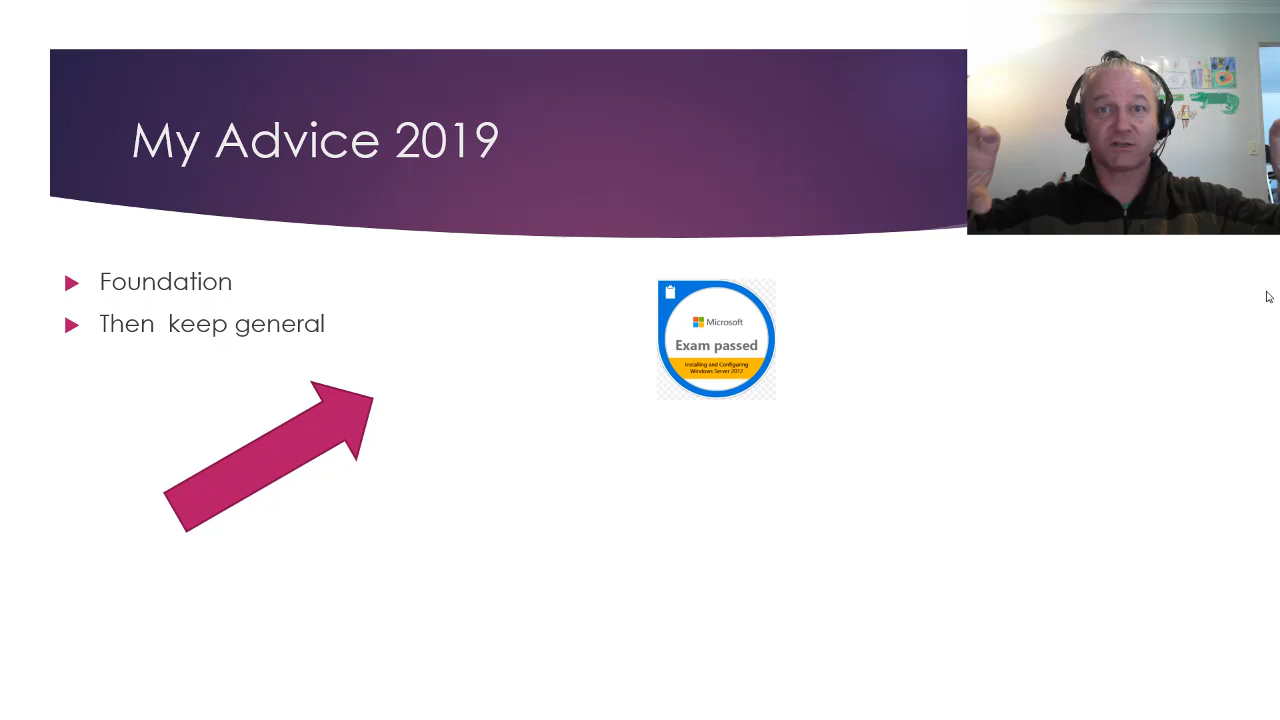 My Advice 2019
Foundation
Then keep general
Microsoft
Exam passed
Installing and Configuring
Windows Server 2012